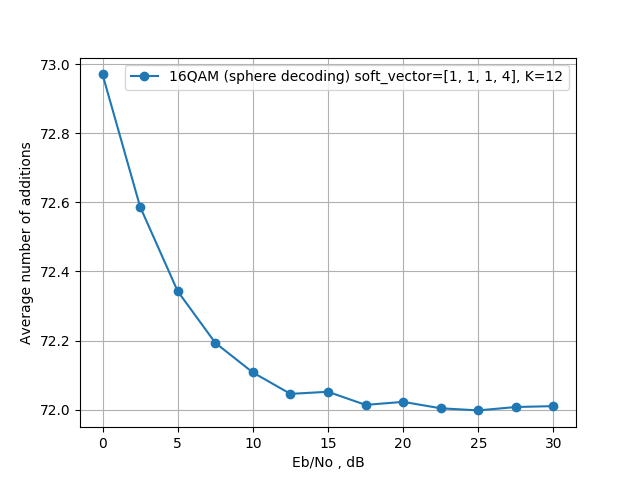 73.0
72.8
72.6
72.4
72.2
72.0
Average number of additions
16QAM (sphere decoding) soft_vector=[1, 1, 1, 4], K=12
0 5 10 15 20 25 30
Eb/No , dB